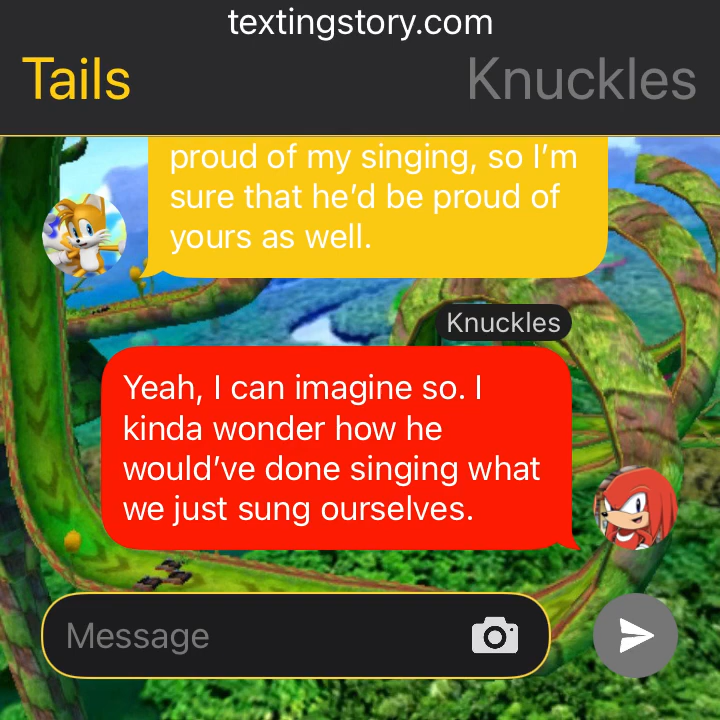 textingstory.com
Tails
Knuckles
proud of my singing, so I’m
sure that he’d be proud of
yours as well.
Knuckles
Yeah, I can imagine so. I
kinda wonder how he
would’ve done singing what
we just sung ourselves.
Message